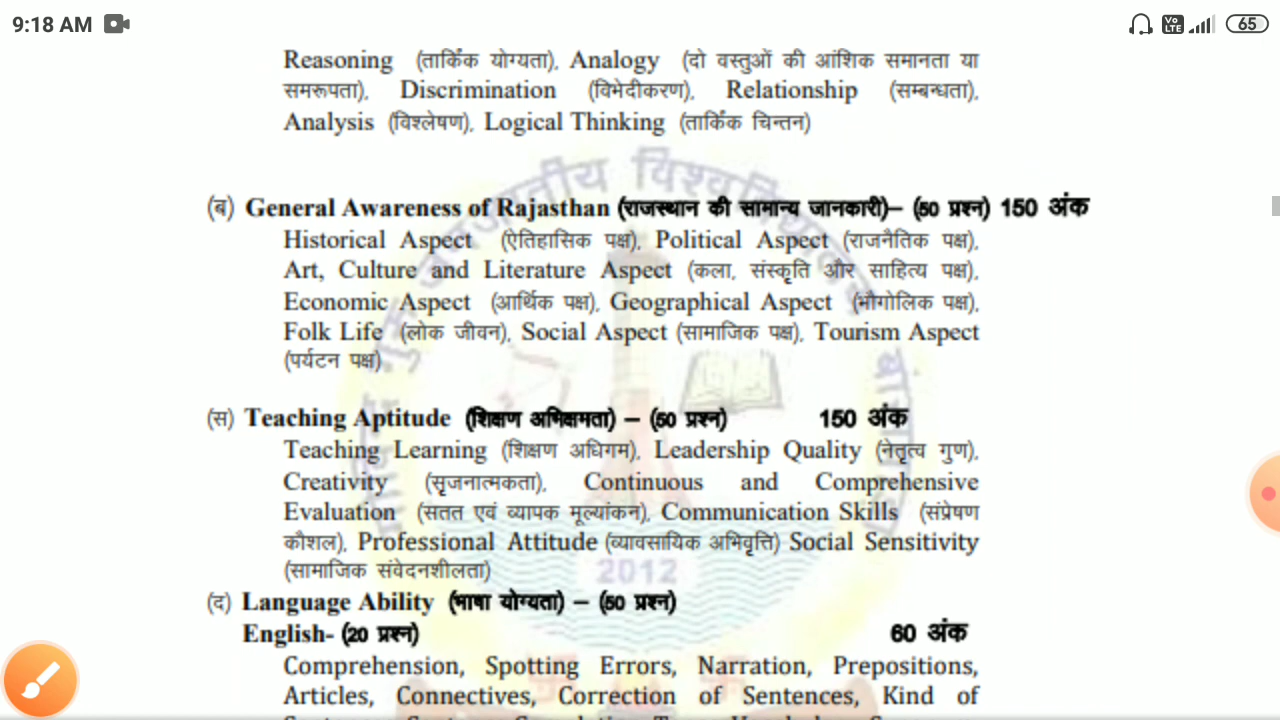 9:18 AM
Vo LTE
65
Reasoning (तार्किक योग्यता), Analogy (दो वस्तुओं की आंशिक समानता या
समरूपता), Discrimination (विभेदीकरण), Relationship (सम्बन्धता),
Analysis (विश्लेषण), Logical Thinking (तार्किक चिन्तन)
(ब) General Awareness of Rajasthan (राजस्थान की सामान्य जानकारी)– (50 प्रश्न) 150 अंक
Historical Aspect (ऐतिहासिक पक्ष), Political Aspect (राजनैतिक पक्ष),
Art, Culture and Literature Aspect (कला, संस्कृति और साहित्य पक्ष),
Economic Aspect (आर्थिक पक्ष), Geographical Aspect (भौगोलिक पक्ष),
Folk Life (लोक जीवन), Social Aspect (सामाजिक पक्ष), Tourism Aspect
(पर्यटन पक्ष)
(स) Teaching Aptitude (शिक्षण अभिक्षमता) – (50 प्रश्न) 150 अंक
Teaching Learning (शिक्षण अधिगम), Leadership Quality (नेतृत्व गुण),
Creativity (सृजनात्मकता), Continuous and Comprehensive
Evaluation (सतत एवं व्यापक मूल्यांकन), Communication Skills (संप्रेषण
कौशल), Professional Attitude (व्यावसायिक अभिवृत्ति) Social Sensitivity
(सामाजिक संवेदनशीलता)
2012
(द) Language Ability (भाषा योग्यता) – (50 प्रश्न)
English- (20 प्रश्न) 60 अंक
Comprehension, Spotting Errors, Narration, Prepositions,
Articles, Connectives, Correction of Sentences, Kind of